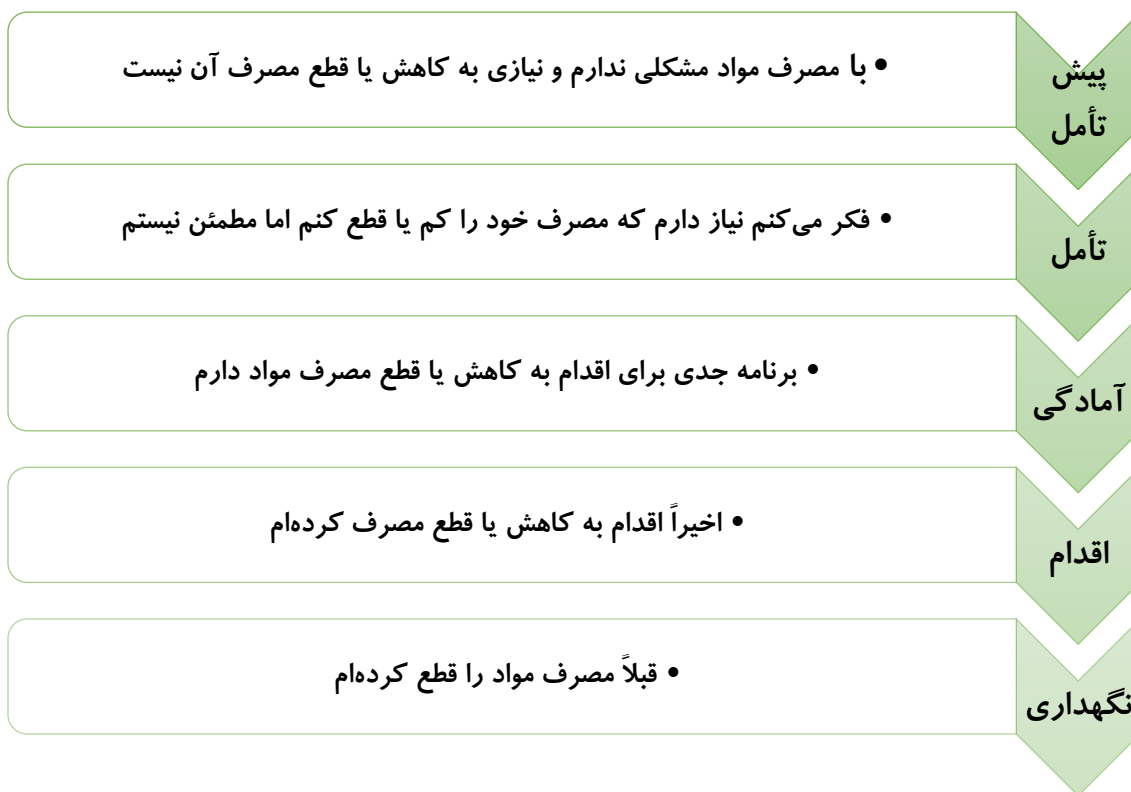 پیش
تأمل
• با مصرف مواد مشکلی ندارم و نیازی به کاهش یا قطع مصرف آن نیست
تأمل
• فکر می‌کنم نیاز دارم که مصرف خود را کم یا قطع کنم اما مطمئن نیستم
آمادگی
• برنامه جدی برای اقدام به کاهش یا قطع مصرف مواد دارم
اقدام
• اخیراً اقدام به کاهش یا قطع مصرف کرده‌ام
نگهداری
• قبلاً مصرف مواد را قطع کرده‌ام